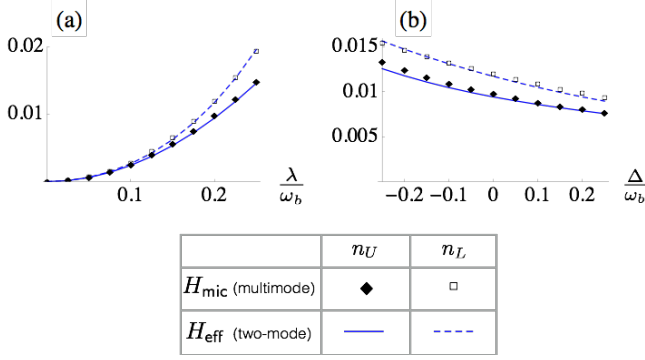 (a)
0.02
0.01
0.1
0.2
λ/ω_b
(b)
0.015
0.01
0.005
−0.2
−0.1
0
0.1
0.2
Δ/ω_b
n_U
n_L
H_mic (multimode)
H_eff (two-mode)